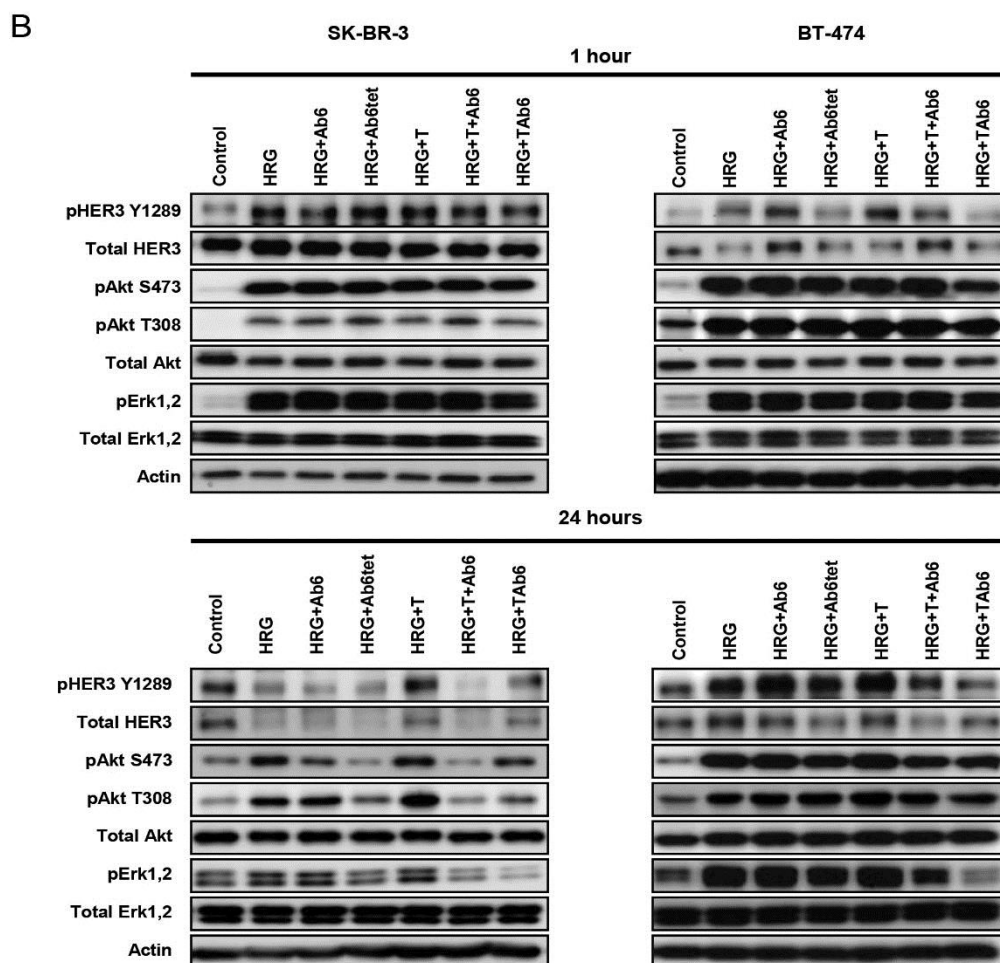 B
SK-BR-3 BT-474
1 hour
Control HRG HRG+Ab6 HRG+Ab6tet HRG+T HRG+T+Ab6 HRG+TAb6 Control HRG HRG+Ab6 HRG+Ab6tet HRG+T HRG+T+Ab6 HRG+TAb6
pHER3 Y1289
Total HER3
pAkt S473
pAkt T308
Total Akt
pErk1,2
Total Erk1,2
Actin
24 hours
Control HRG HRG+Ab6 HRG+Ab6tet HRG+T HRG+T+Ab6 HRG+TAb6 Control HRG HRG+Ab6 HRG+Ab6tet HRG+T HRG+T+Ab6 HRG+TAb6
pHER3 Y1289
Total HER3
pAkt S473
pAkt T308
Total Akt
pErk1,2
Total Erk1,2
Actin